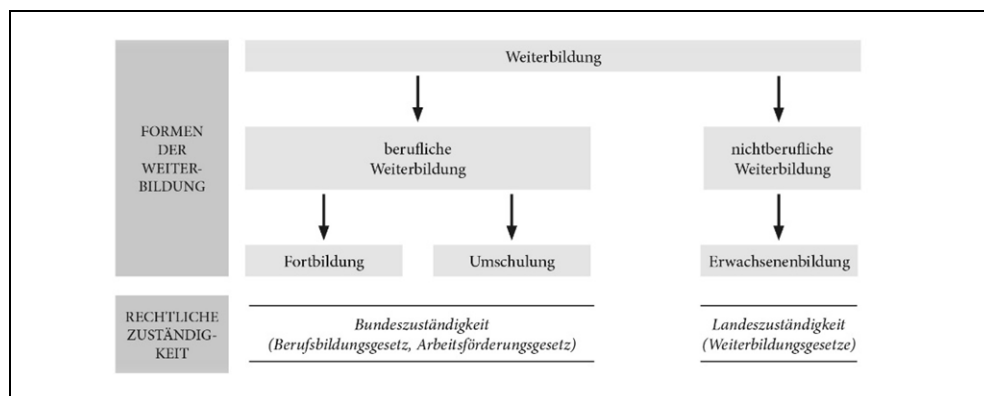 Weiterbildung
FORMEN
DER
WEITER-
BILDUNG
berufliche
Weiterbildung
nichtberufliche
Weiterbildung
Fortbildung
Umschulung
Erwachsenenbildung
RECHTLICHE
ZUSTÄNDIG-
KEIT
Bundeszuständigkeit
(Berufsbildungsgesetz, Arbeitsförderungsgesetz)
Landeszuständigkeit
(Weiterbildungsgesetze)